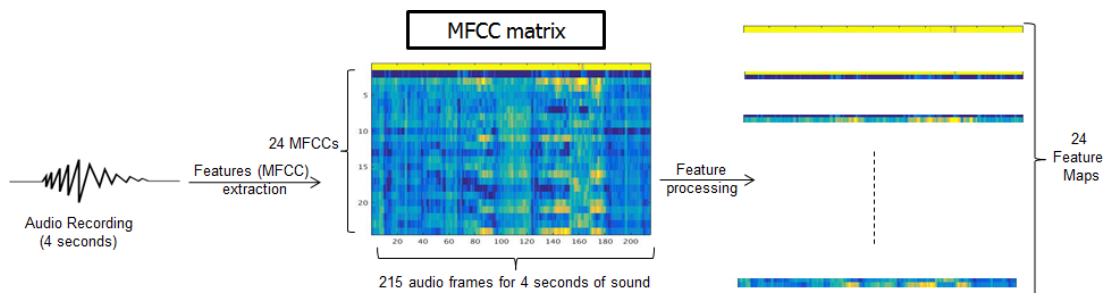 MFCC matrix
24 MFCCs
5
10
15
20
20 40 60 80 100 120 140 160 180 200
215 audio frames for 4 seconds of sound
Audio Recording
(4 seconds)
Features (MFCC)
extraction
Feature
processing
24
Feature
Maps